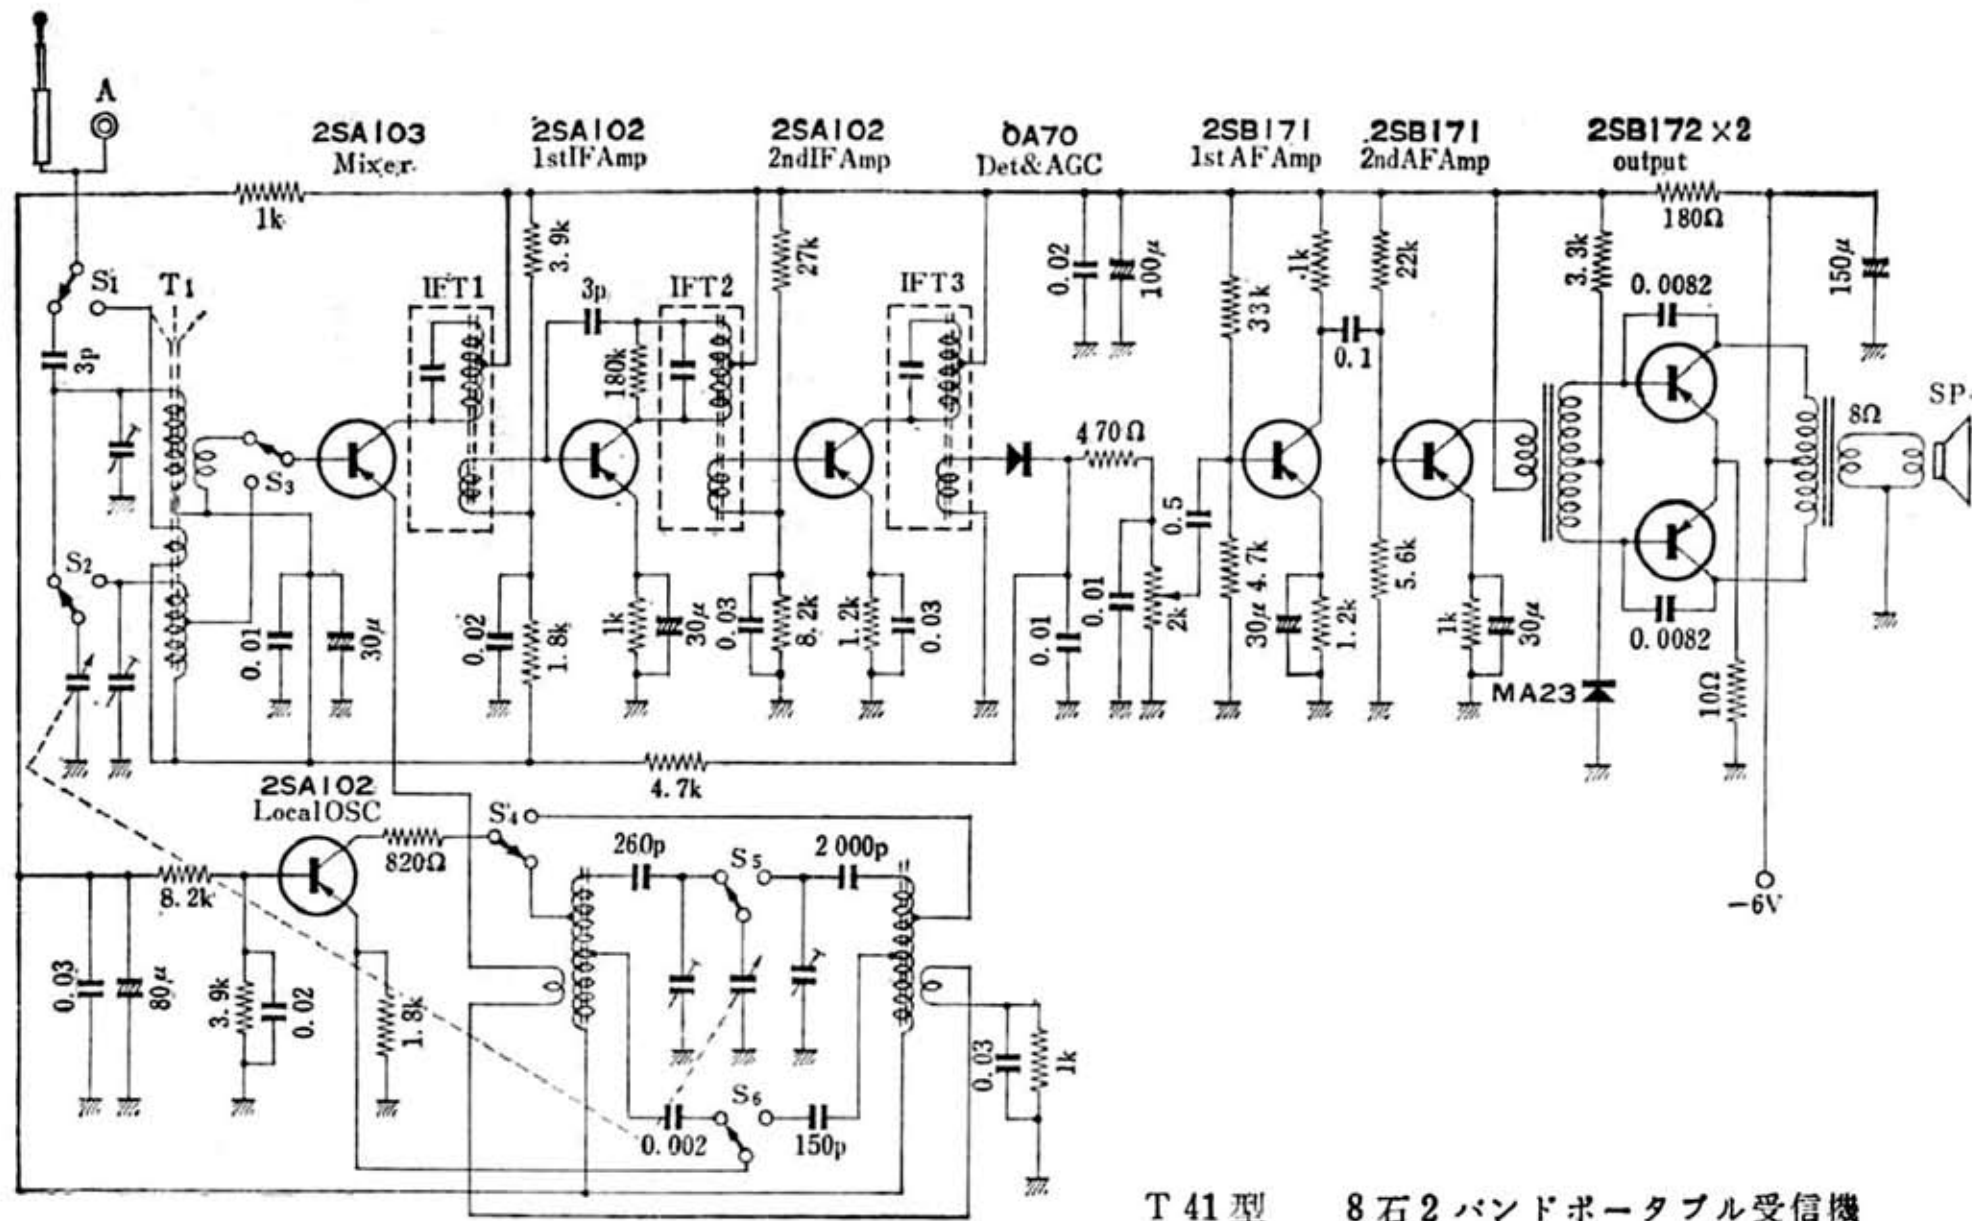 A
2SA103
Mixer
2SA102
1stIFAmp
2SA102
2ndIFAmp
OA70
Det&AGC
2SB171
1stAFAmp
2SB171
2ndAFAmp
2SB172×2
output
1k
180Ω
S1
T1
3p
IFT1
3.9k
3p
180k
IFT2
27k
IFT3
0.02
100μ
33k
1k
0.1
22k
3.3k
0.0082
150μ
8Ω
SP.
S3
470Ω
0.5
S2
0.01
30μ
0.02
1.8k
1k
30μ
0.03
8.2k
1.2k
0.03
0.01
0.01
2k
4.7k
30μ
1.2k
5.6k
1k
30μ
0.0082
MA23
10Ω
4.7k
2SA102
LocalOSC
820Ω
S4
260p
S5
2000p
-6V
8.2k
0.03
80μ
3.9k
0.02
1.8k
0.03
1k
S6
0.002
150p
T 41 型 8 石 2 バンドポータブル受信機